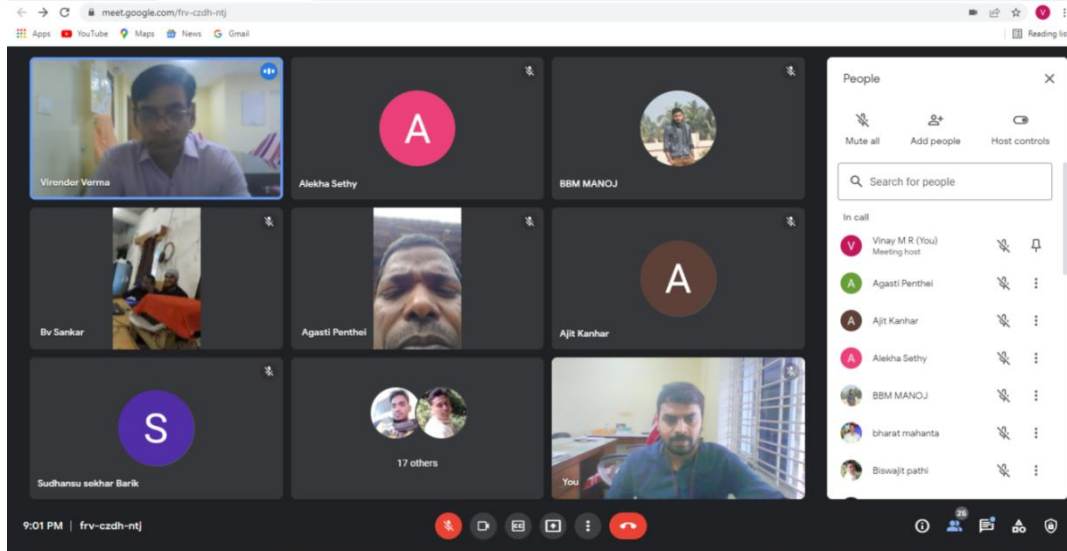 meet.google.com/frv-czdh-ntj
V
Apps YouTube Maps News G Gmail
Reading lis
Virender Verma
A
Alekha Sethy
BBM MANOJ
Bv Sankar
Agasti Penthei
A
Ajit Kanhar
S
Sudhansu sekhar Barik
17 others
You
People
Mute all Add people Host controls
Search for people
In call
V Vinay M R (You)
Meeting host
A Agasti Penthei
A Ajit Kanhar
A Alekha Sethy
BBM MANOJ
bharat mahanta
Biswajit pathi
9:01 PM | frv-czdh-ntj
CC
25